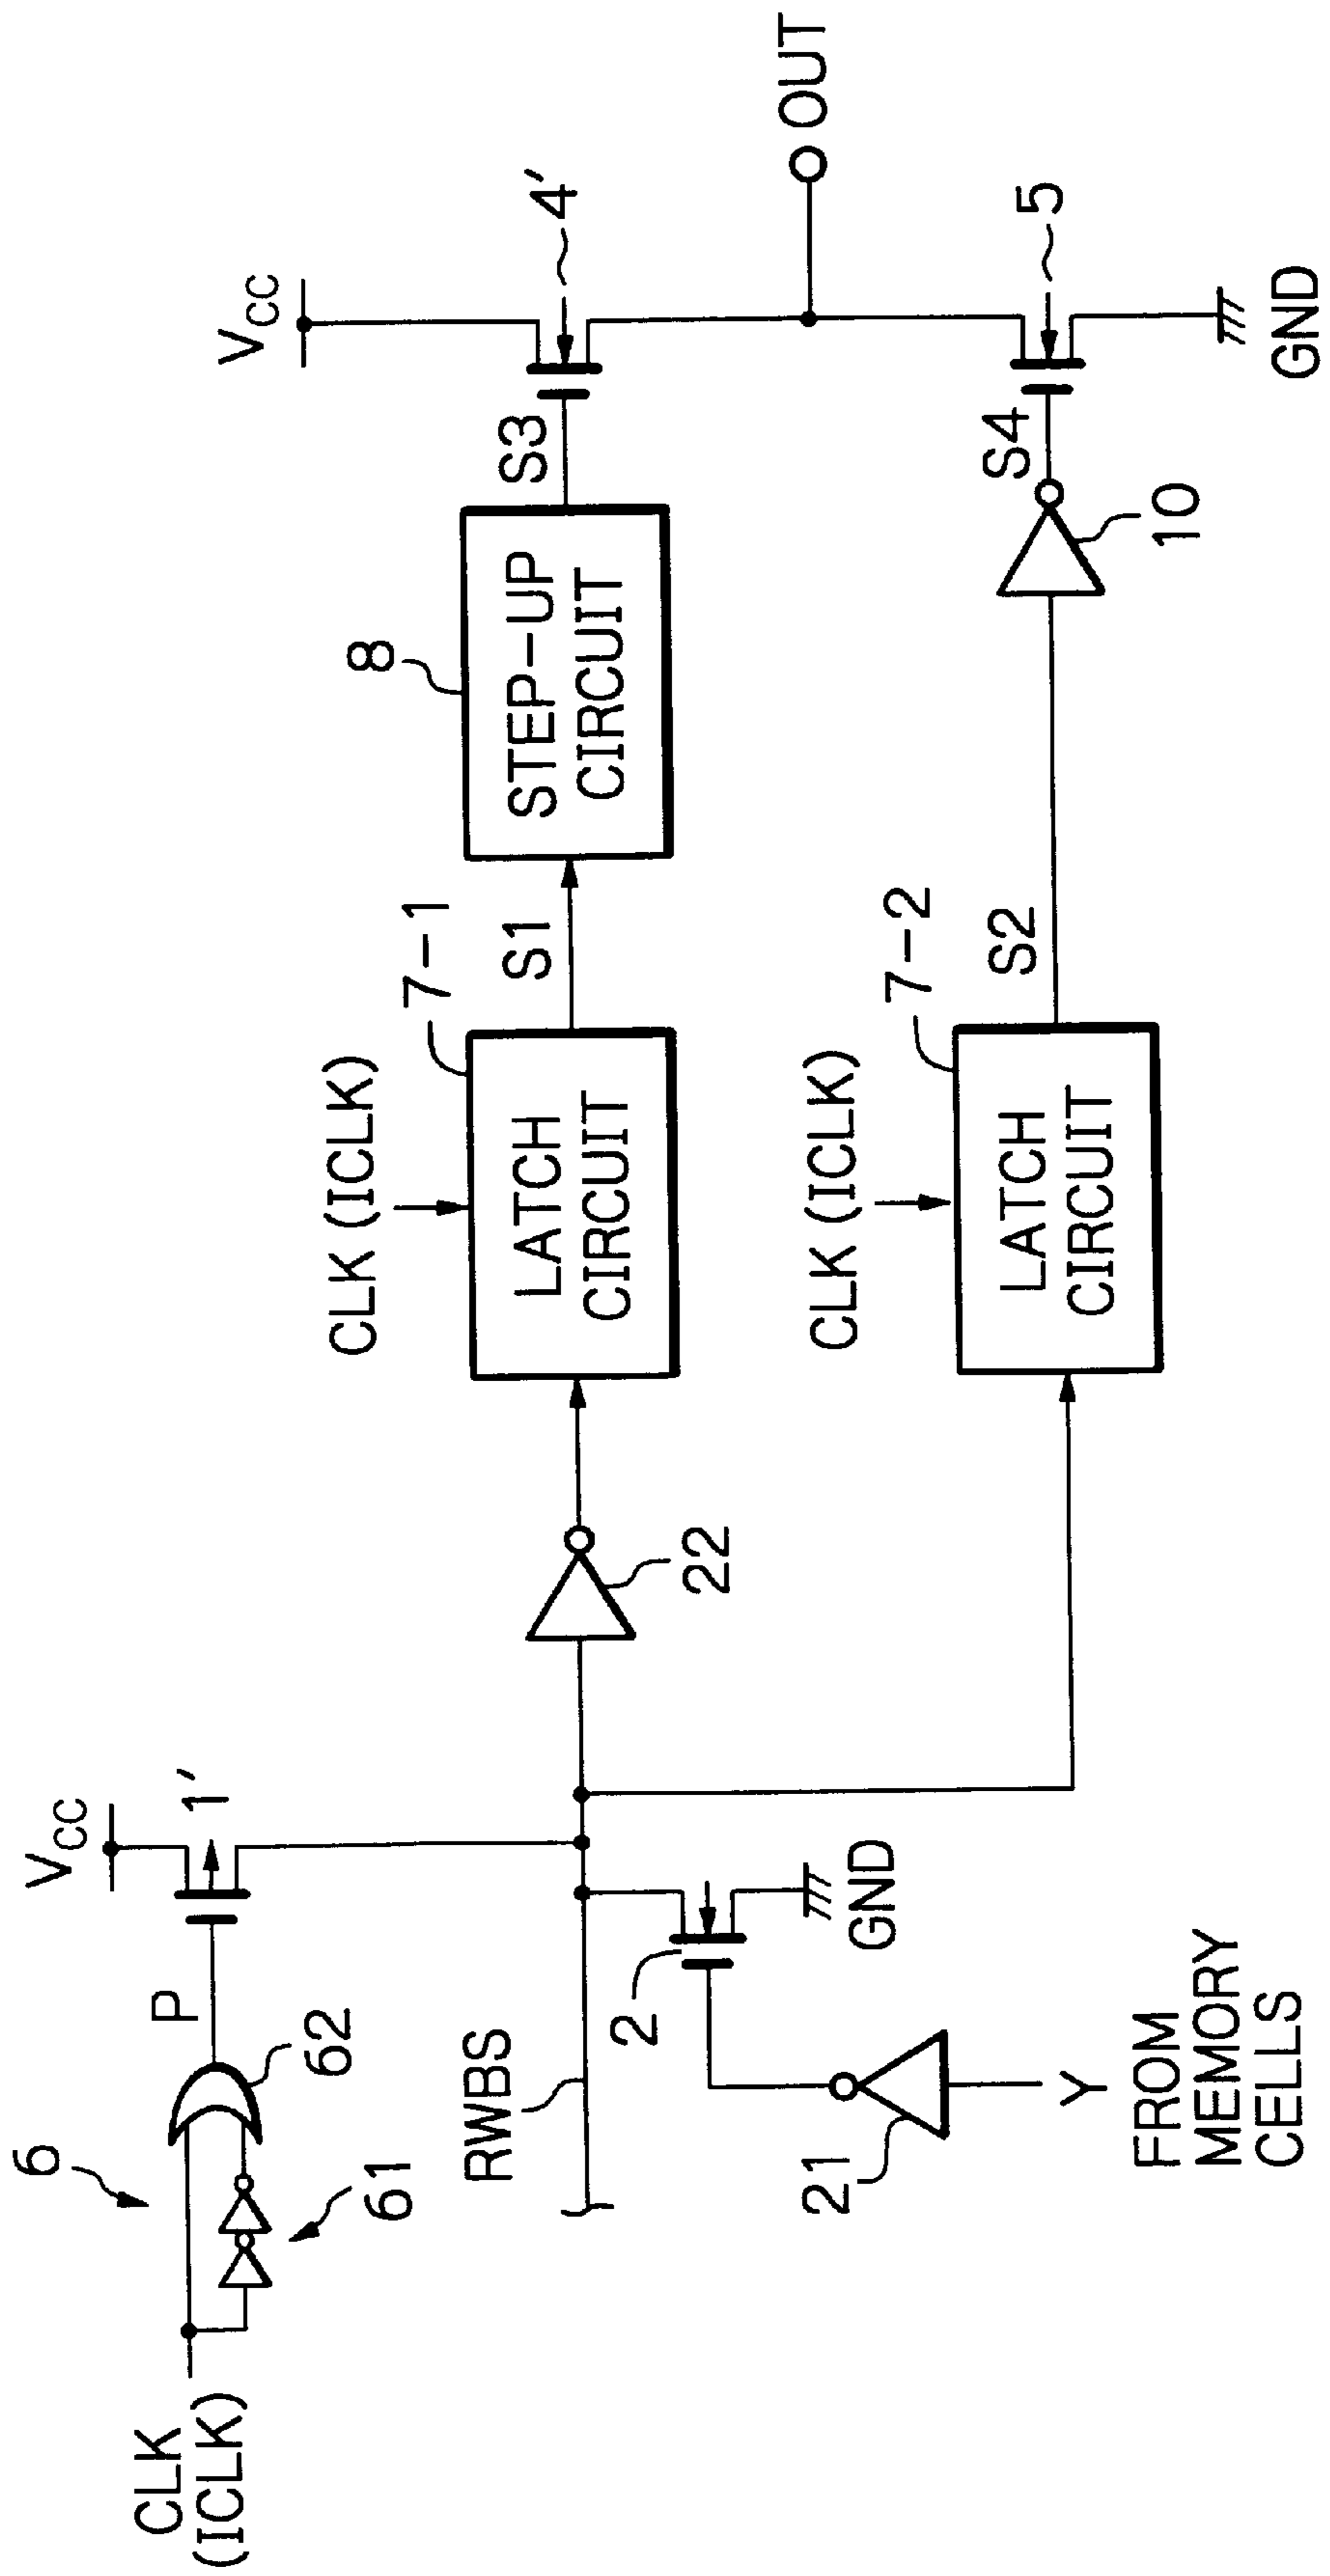 CLK
(ICLK)
6
61
62
P
V_CC
1'
RWBS
2
GND
21
Y
FROM
MEMORY
CELLS
22
CLK (ICLK)
7-1
LATCH
CIRCUIT
S1
8
STEP-UP
CIRCUIT
S3
V_CC
4'
OUT
CLK (ICLK)
7-2
LATCH
CIRCUIT
S2
10
S4
5
GND